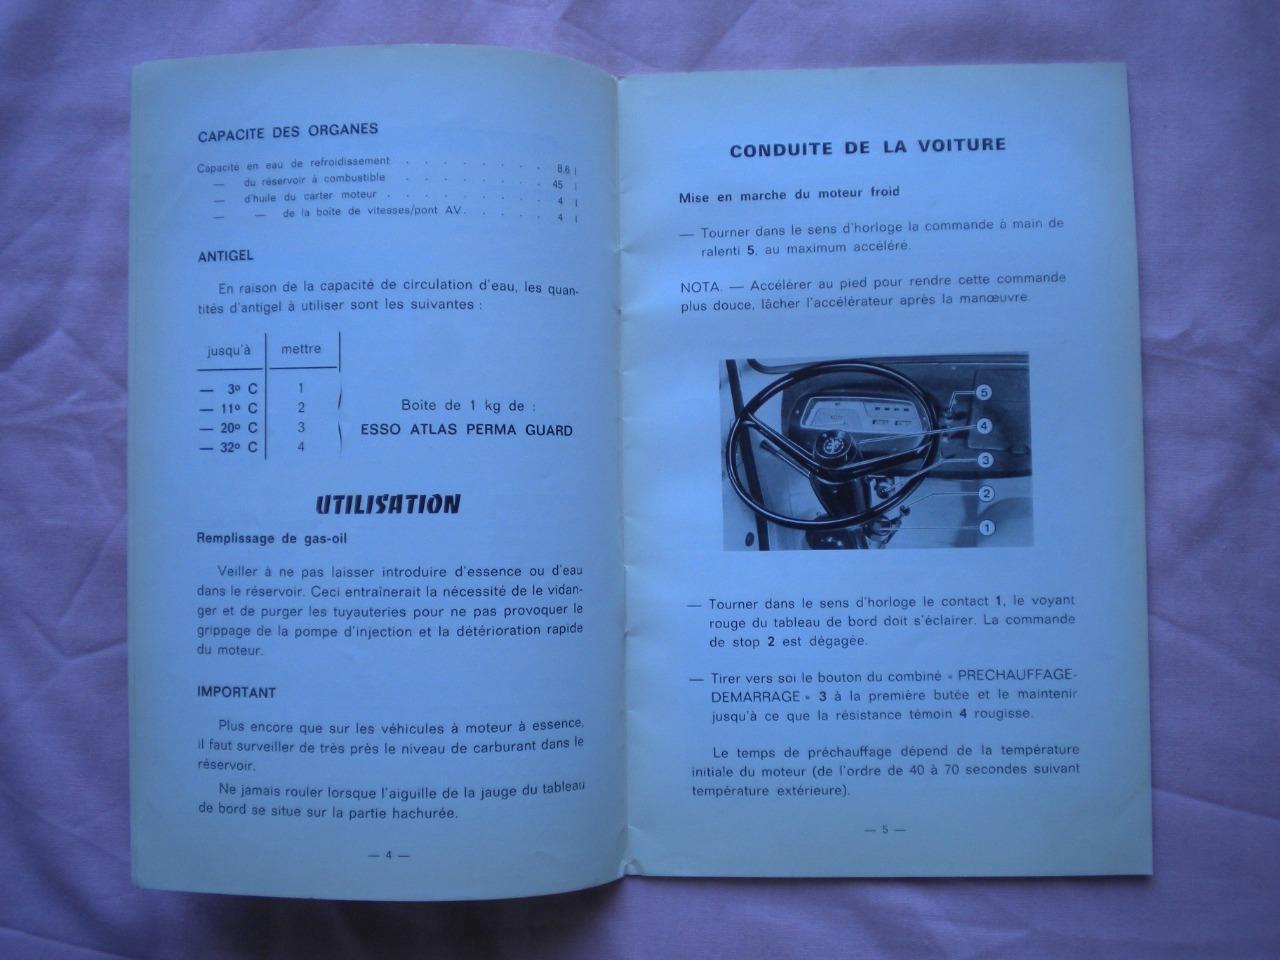 CAPACITE DES ORGANES
Capacité en eau de refroidissement . . . . . . . . 8,6 l
— du réservoir à combustible . . . . . . . . 45 l
— d'huile du carter moteur . . . . . . . . . 4 l
— — de la boîte de vitesses/pont AV. . . . . 4 l
ANTIGEL
En raison de la capacité de circulation d'eau, les quan-
tités d'antigel à utiliser sont les suivantes :
jusqu'à mettre
— 3º C 1
— 11º C 2
— 20º C 3
— 32º C 4
Boîte de 1 kg de :
ESSO ATLAS PERMA GUARD
UTILISATION
Remplissage de gas-oil
Veiller à ne pas laisser introduire d'essence ou d'eau
dans le réservoir. Ceci entraînerait la nécessité de le vidan-
ger et de purger les tuyauteries pour ne pas provoquer le
grippage de la pompe d'injection et la détérioration rapide
du moteur.
IMPORTANT
Plus encore que sur les véhicules à moteur à essence,
il faut surveiller de très près le niveau de carburant dans le
réservoir.
Ne jamais rouler lorsque l'aiguille de la jauge du tableau
de bord se situe sur la partie hachurée.
— 4 —
CONDUITE DE LA VOITURE
Mise en marche du moteur froid
— Tourner dans le sens d'horloge la commande à main de
ralenti 5, au maximum accéléré.
NOTA. — Accélérer au pied pour rendre cette commande
plus douce, lâcher l'accélérateur après la manœuvre.
5
4
3
2
1
— Tourner dans le sens d'horloge le contact 1, le voyant
rouge du tableau de bord doit s'éclairer. La commande
de stop 2 est dégagée.
— Tirer vers soi le bouton du combiné « PRECHAUFFAGE-
DEMARRAGE » 3 à la première butée et le maintenir
jusqu'à ce que la résistance témoin 4 rougisse.
Le temps de préchauffage dépend de la température
initiale du moteur (de l'ordre de 40 à 70 secondes suivant
température extérieure).
— 5 —